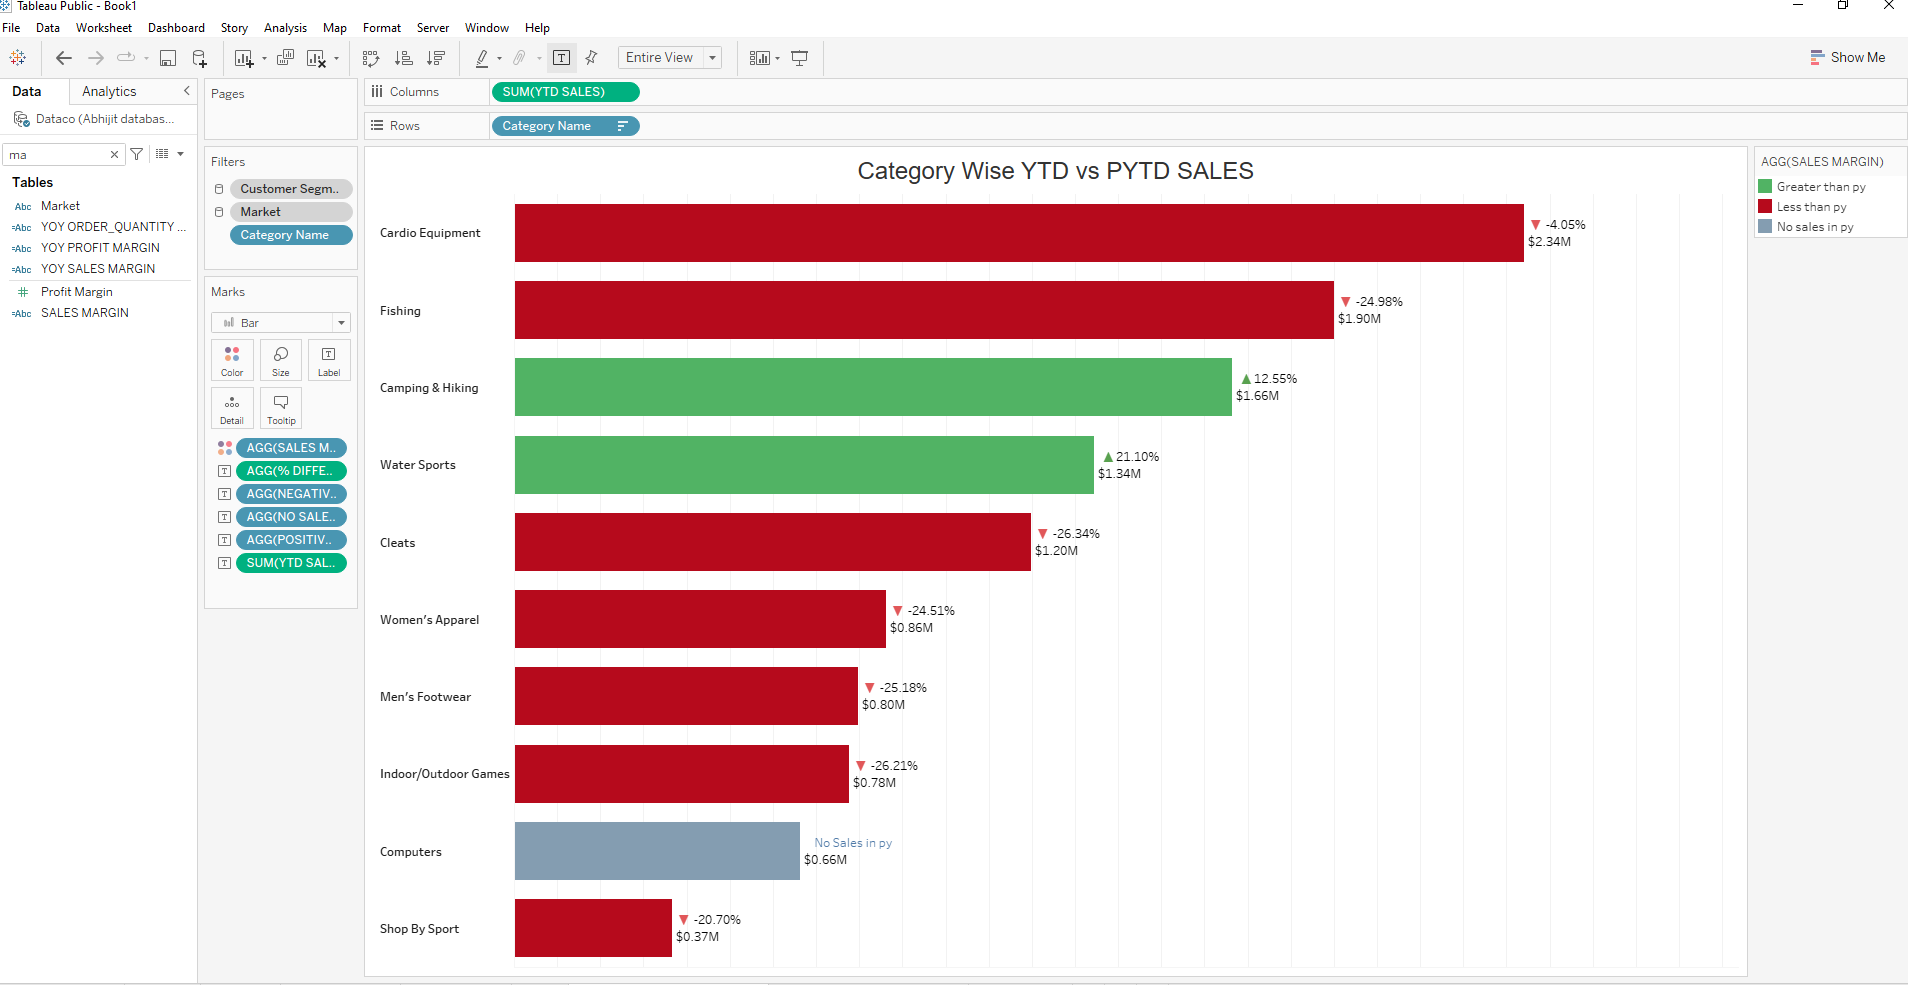 Tableau Public - Book1
File Data Worksheet Dashboard Story Analysis Map Format Server Window Help
Entire View
Show Me
Data Analytics
Dataco (Abhijit databas...
ma
Tables
Abc Market
=Abc YOY ORDER_QUANTITY ...
=Abc YOY PROFIT MARGIN
=Abc YOY SALES MARGIN
# Profit Margin
=Abc SALES MARGIN
Pages
Filters
Customer Segm..
Market
Category Name
Marks
Bar
Color Size Label
Detail Tooltip
AGG(SALES M..
AGG(% DIFFE..
AGG(NEGATIV..
AGG(NO SALE..
AGG(POSITIV..
SUM(YTD SAL..
Columns SUM(YTD SALES)
Rows Category Name
Category Wise YTD vs PYTD SALES
Cardio Equipment
▼ -4.05%
$2.34M
Fishing
▼ -24.98%
$1.90M
Camping & Hiking
▲ 12.55%
$1.66M
Water Sports
▲ 21.10%
$1.34M
Cleats
▼ -26.34%
$1.20M
Women's Apparel
▼ -24.51%
$0.86M
Men's Footwear
▼ -25.18%
$0.80M
Indoor/Outdoor Games
▼ -26.21%
$0.78M
Computers
No Sales in py
$0.66M
Shop By Sport
▼ -20.70%
$0.37M
AGG(SALES MARGIN)
Greater than py
Less than py
No sales in py